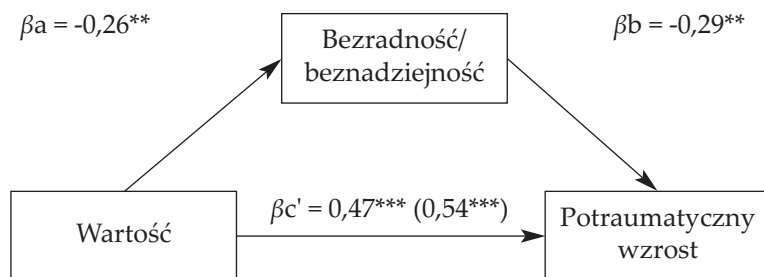 βa = -0,26**
βb = -0,29**
Bezradność/
beznadziejność
βc' = 0,47*** (0,54***)
Wartość
Potraumatyczny
wzrost